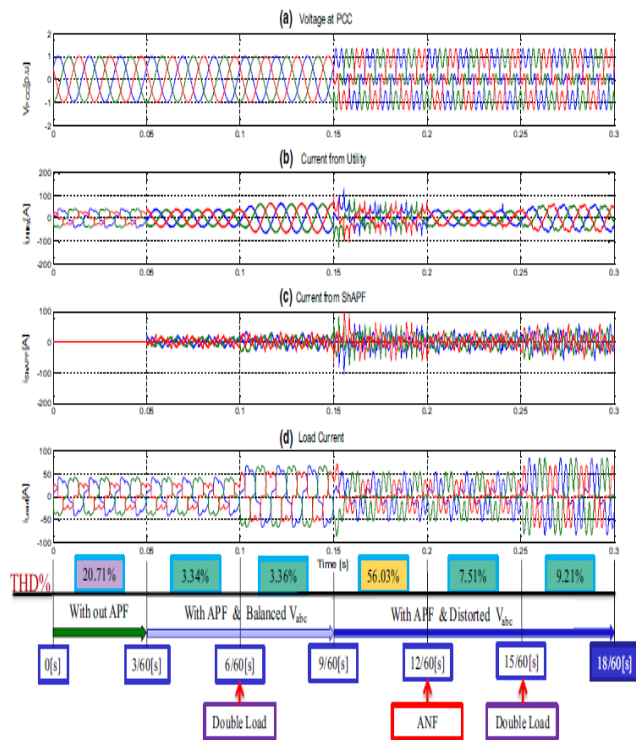 (a) Voltage at PCC
VPCC[p.u]
2
1
0
-1
-2
0 0.05 0.1 0.15 0.2 0.25 0.3
(b) Current from Utility
200
100
0
-100
-200
0 0.05 0.1 0.15 0.2 0.25 0.3
(c) Current from ShAPF
iShAPF[A]
100
0
-100
-200
0 0.05 0.1 0.15 0.2 0.25 0.3
(d) Load Current
iLoad[A]
100
50
0
-50
-100
0 0.05 0.1 0.15 0.2 0.25 0.3
Time [s]
THD% 20.71% 3.34% 3.36% 56.03% 7.51% 9.21%
With out APF With APF & Balanced Vabc With APF & Distorted Vabc
0[s] 3/60[s] 6/60[s] 9/60[s] 12/60[s] 15/60[s] 18/60[s]
Double Load ANF Double Load